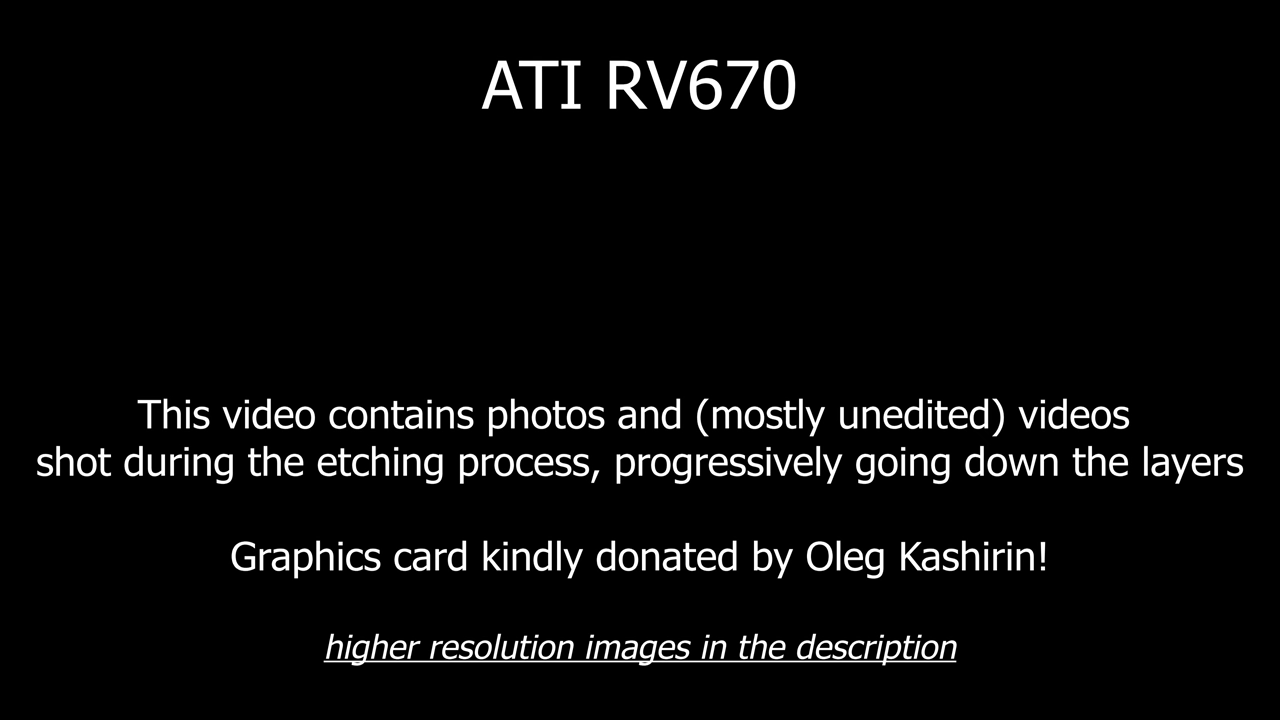 ATI RV670
This video contains photos and (mostly unedited) videos
shot during the etching process, progressively going down the layers
Graphics card kindly donated by Oleg Kashirin!
higher resolution images in the description